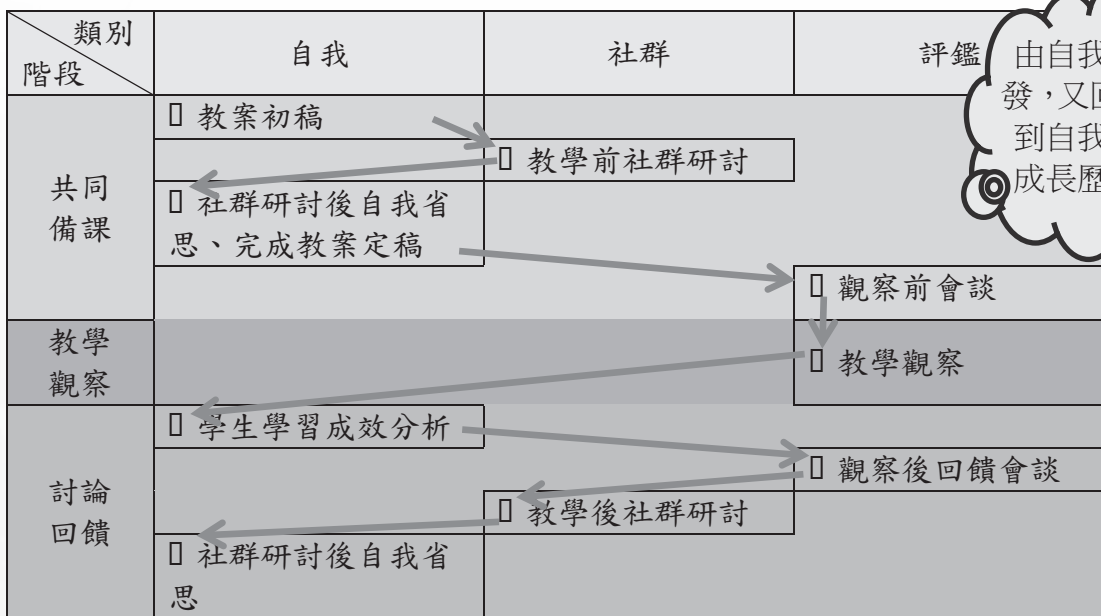 類別
階段
自我
社群
評鑑
由自我
發，又回
到自我
成長歷
共同
備課
▯ 教案初稿
▯ 教學前社群研討
▯ 社群研討後自我省
思、完成教案定稿
▯ 觀察前會談
教學
觀察
▯ 教學觀察
討論
回饋
▯ 學生學習成效分析
▯ 觀察後回饋會談
▯ 教學後社群研討
▯ 社群研討後自我省
思